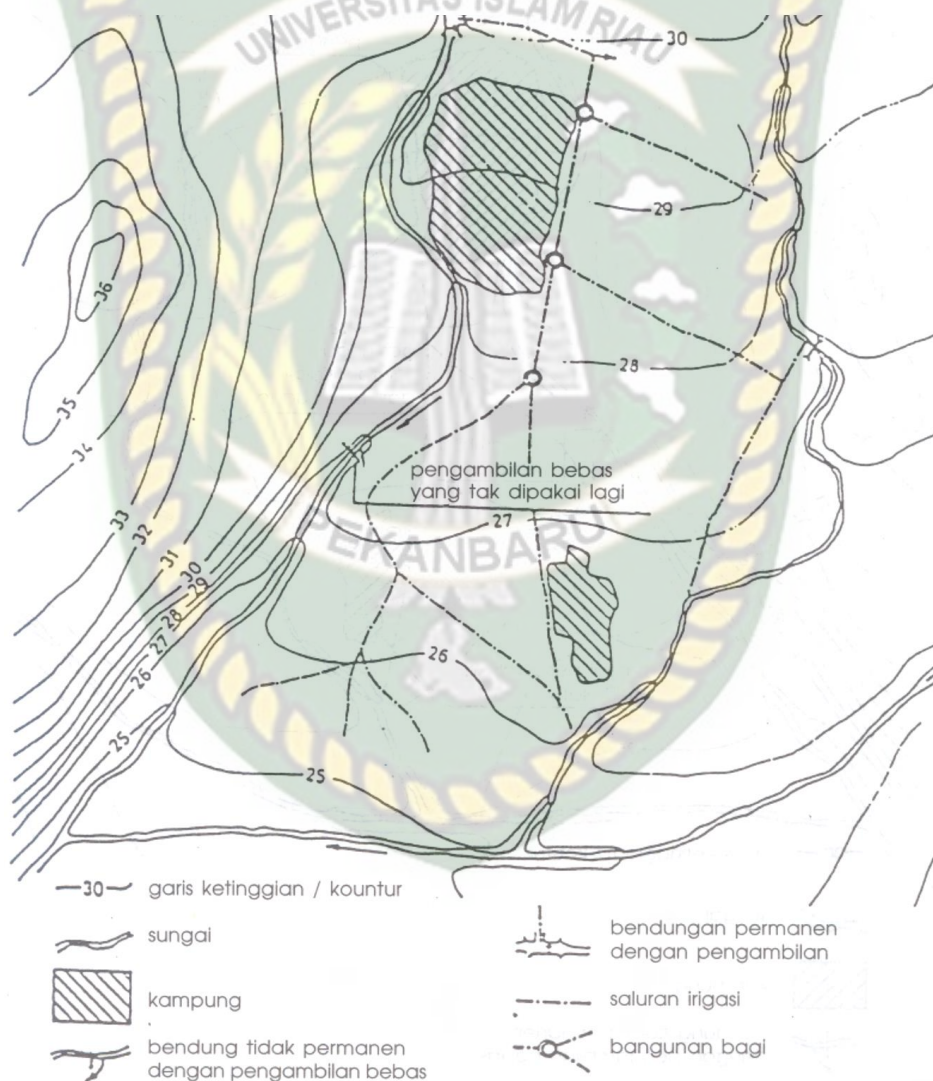 UNIVERSITAS ISLAM RIAU
30
29
36
28
35
34
pengambilan bebas
yang tak dipakai lagi
27
PEKANBARU
33
32
31
30
29
28
27
26
26
25
25
30 garis ketinggian / kountur
sungai
kampung
bendung tidak permanen
dengan pengambilan bebas
bendungan permanen
dengan pengambilan
saluran irigasi
bangunan bagi